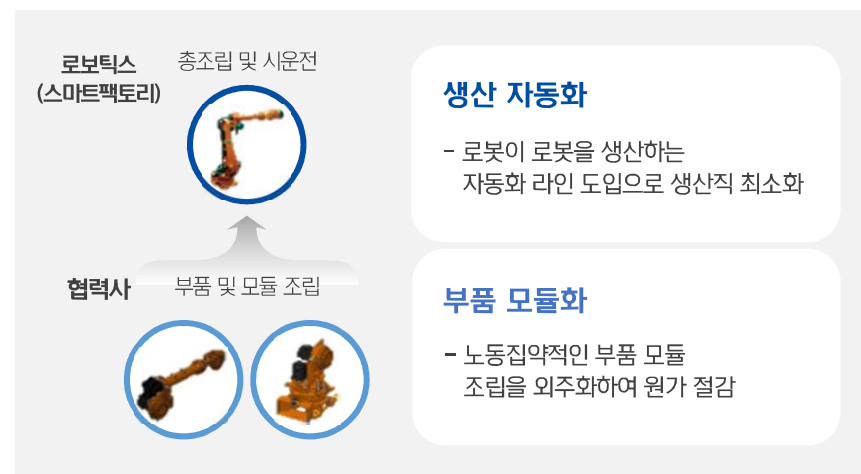 로보틱스
(스마트팩토리)
총조립 및 시운전
생산 자동화
- 로봇이 로봇을 생산하는
자동화 라인 도입으로 생산직 최소화
협력사
부품 및 모듈 조립
부품 모듈화
- 노동집약적인 부품 모듈
조립을 외주화하여 원가 절감